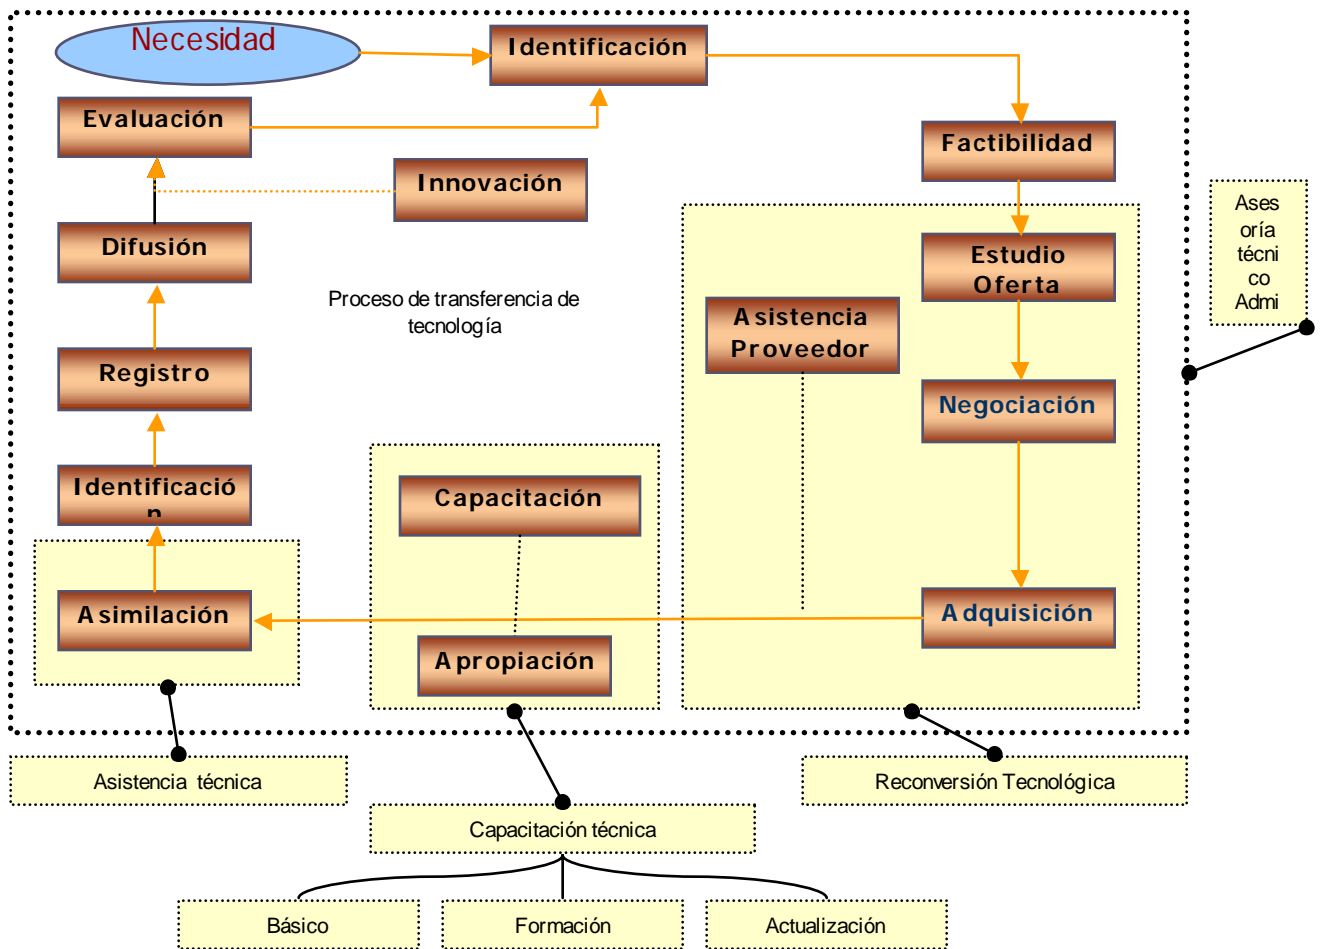 Necesidad
Identificación
Evaluación
Factibilidad
Innovación
Ases
oría
técni
co
Admi
Difusión
Estudio
Oferta
Proceso de transferencia de
tecnología
Asistencia
Proveedor
Registro
Negociación
Identificació
n
Capacitación
Asimilación
Adquisición
Apropiación
Asistencia técnica
Reconversión Tecnológica
Capacitación técnica
Básico
Formación
Actualización